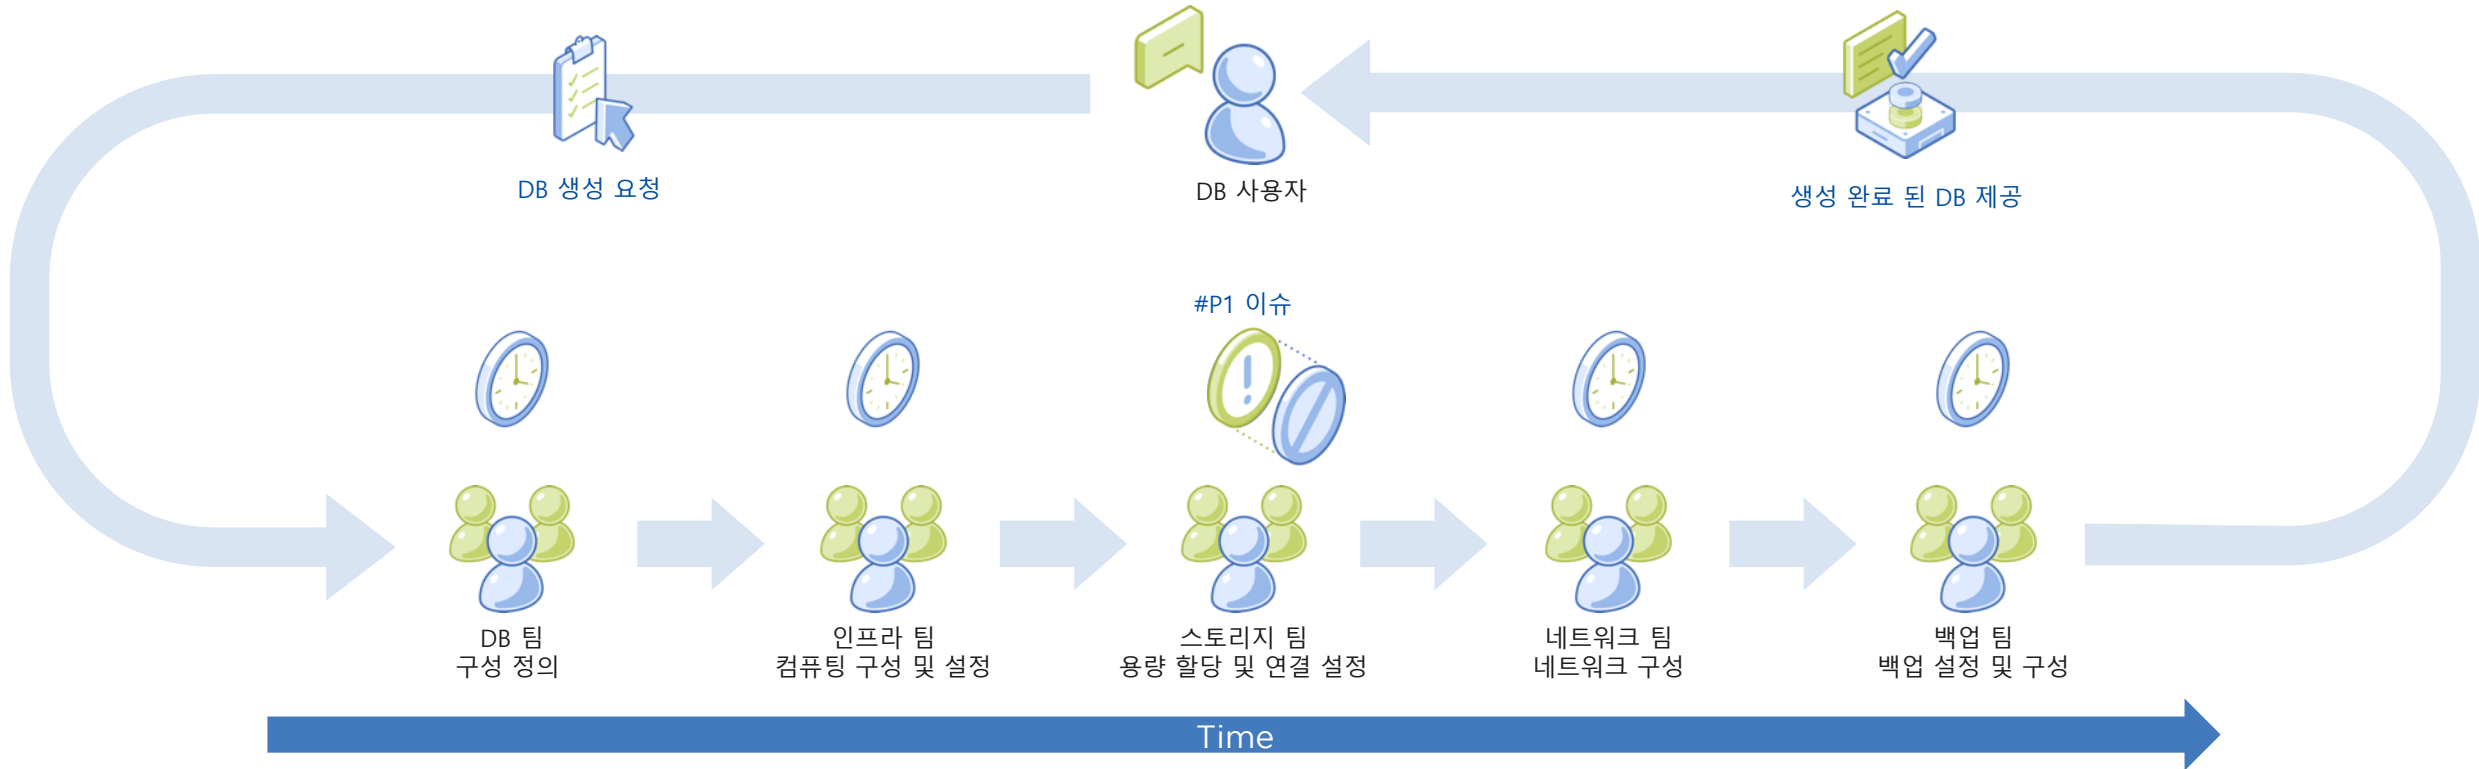 DB 생성 요청
DB 사용자
생성 완료 된 DB 제공
#P1 이슈
DB 팀
구성 정의
인프라 팀
컴퓨팅 구성 및 설정
스토리지 팀
용량 할당 및 연결 설정
네트워크 팀
네트워크 구성
백업 팀
백업 설정 및 구성
Time